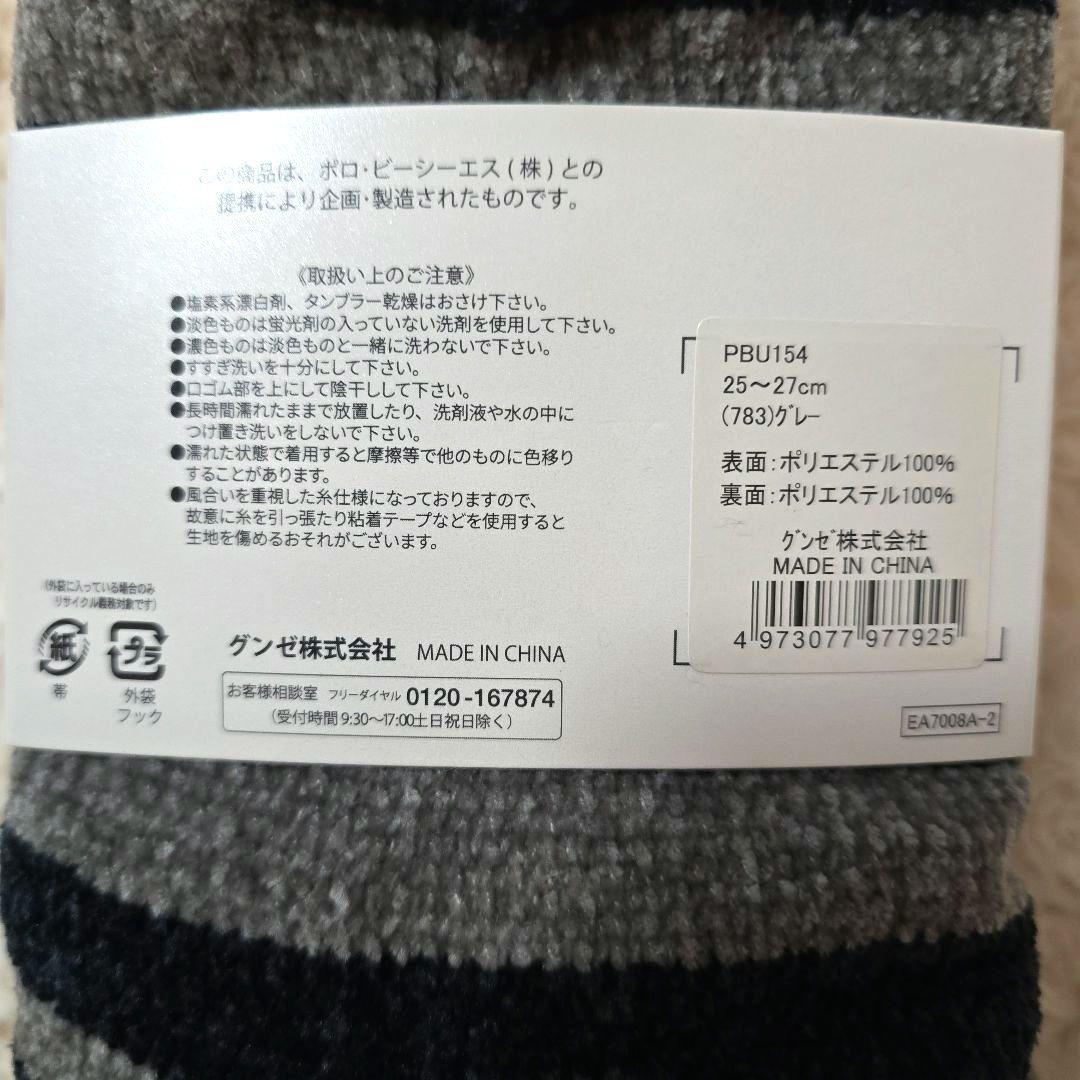 この商品は、ポロ・ビーシーエス(株)との
提携により企画・製造されたものです。
《取扱い上のご注意》
●塩素系漂白剤、タンブラー乾燥はおさけ下さい。
●淡色ものは蛍光剤の入っていない洗剤を使用して下さい。
●濃色ものは淡色ものと一緒に洗わないで下さい。
●すすぎ洗いを十分にして下さい。
●口ゴム部を上にして陰干しして下さい。
●長時間濡れたままで放置したり、洗剤液や水の中に
つけ置き洗いをしないで下さい。
●濡れた状態で着用すると摩擦等で他のものに色移り
することがあります。
●風合いを重視した糸仕様になっておりますので、
故意に糸を引っ張たり粘着テープなどを使用すると
生地を傷めるおそれがございます。
(外袋に入っている場合のみ
リサイクル義務対象です)
紙
帯
プラ
外袋
フック
グンゼ株式会社 MADE IN CHINA
お客様相談室 フリーダイヤル 0120-167874
(受付時間 9:30〜17:00土日祝日除く)
PBU154
25〜27cm
(783)グレー
表面:ポリエステル100%
裏面:ポリエステル100%
グンゼ株式会社
MADE IN CHINA
4 973077 977925
EA7008A-2